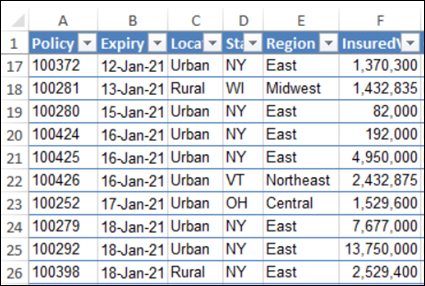 A B C D E F
1 Policy Expiry Loca Sta Region InsuredV
17 100372 12-Jan-21 Urban NY East 1,370,300
18 100281 13-Jan-21 Rural WI Midwest 1,432,835
19 100280 15-Jan-21 Urban NY East 82,000
20 100424 16-Jan-21 Urban NY East 192,000
21 100425 16-Jan-21 Urban NY East 4,950,000
22 100426 16-Jan-21 Urban VT Northeast 2,432,875
23 100252 17-Jan-21 Urban OH Central 1,529,600
24 100279 18-Jan-21 Urban NY East 7,677,000
25 100292 18-Jan-21 Urban NY East 13,750,000
26 100398 18-Jan-21 Rural NY East 2,529,400